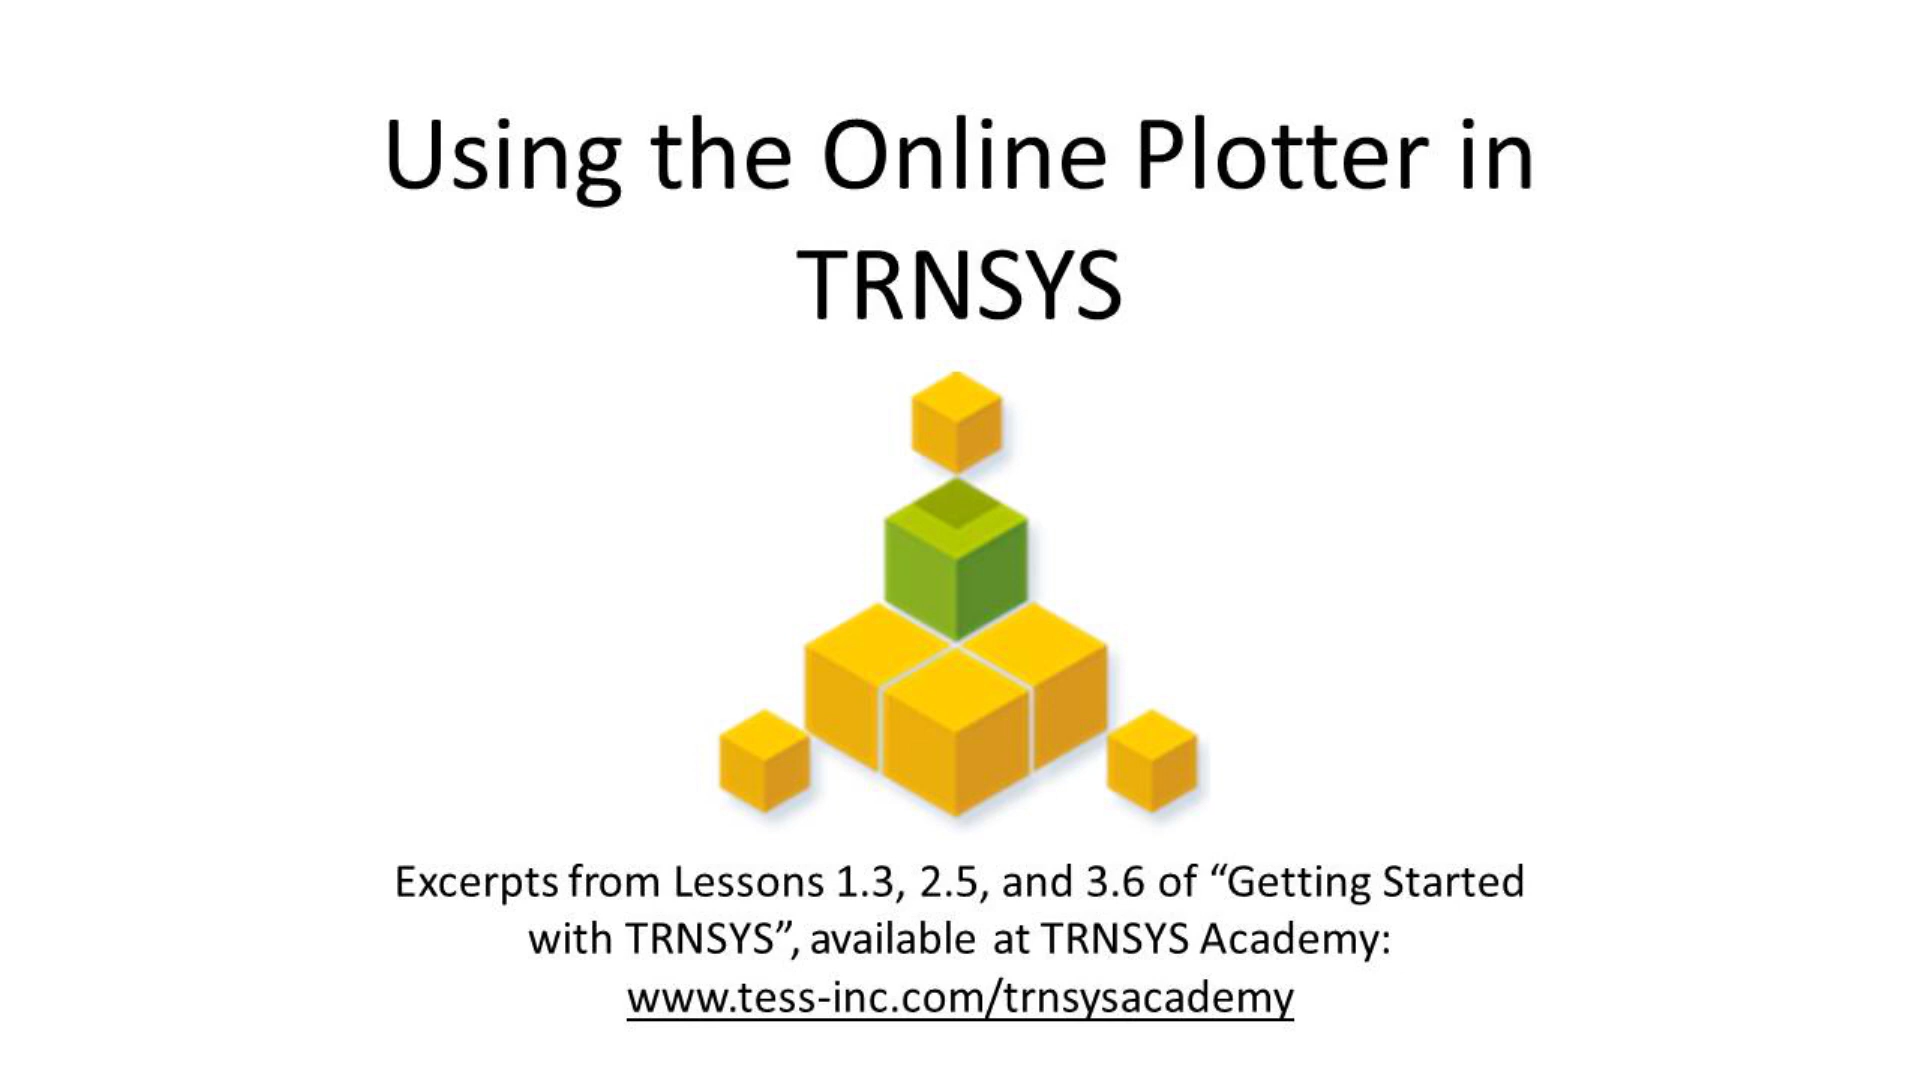 Using the Online Plotter in
TRNSYS
Excerpts from Lessons 1.3, 2.5, and 3.6 of “Getting Started
with TRNSYS”, available at TRNSYS Academy:
www.tess-inc.com/trnsysacademy